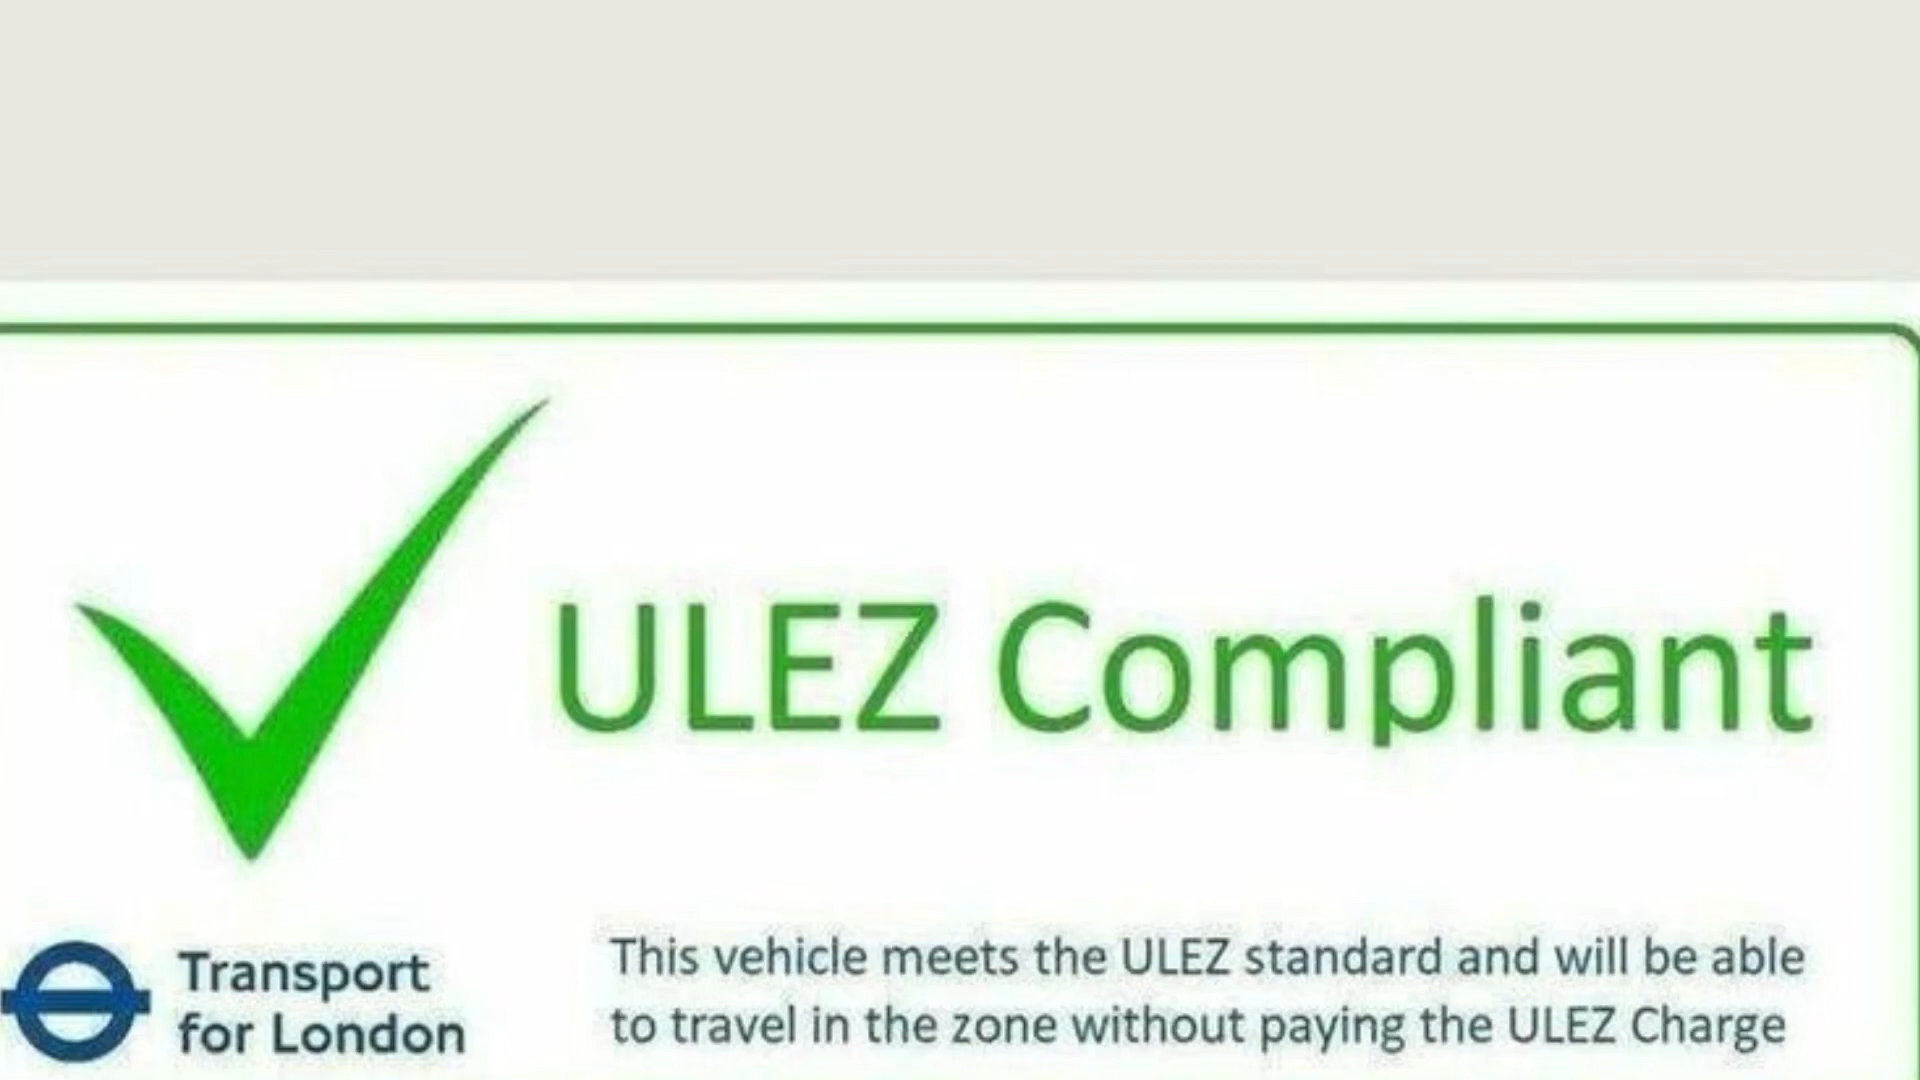 ULEZ Compliant
Transport
for London
This vehicle meets the ULEZ standard and will be able
to travel in the zone without paying the ULEZ Charge